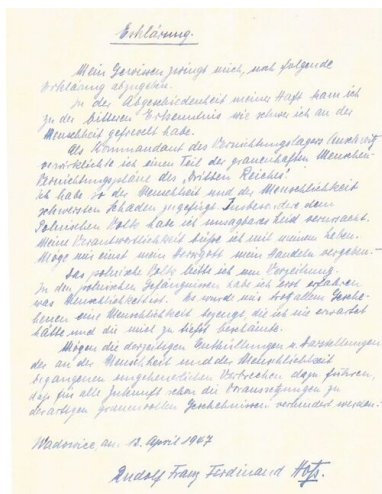 Erklärung.
Mein Gewissen zwingt mich, noch folgende
Erklärung abzugeben.
In der Abgeschiedenheit meiner Haft kam ich
zu der bitteren Erkenntnis wie schwer ich an der
Menschheit gefrevelt habe.
Als Kommandant des Vernichtungslagers Auschwitz
verwirklichte ich einen Teil der grauenhaften Menschen-
Vernichtungspläne des „Dritten Reiches“.
Ich habe so der Menschheit und der Menschlichkeit
schwersten Schaden zugefügt. Insbes. dem
Polnischen Volk habe ich unsagbares Leid verursacht.
Meine Verantwortlichkeit büße ich mit meinem Leben.
Möge mir einst mein Herrgott mein Handeln vergeben.
Das polnische Volk bitte ich um Verzeihung.
In den polnischen Gefängnissen habe ich erst erfahren
was Menschlichkeit ist. Es wurde mir trotz allem Gesche-
henen eine Menschlichkeit bezeugt, die ich nie erwartet
hätte und die mich zu tiefst beschämte.
Mögen die derzeitigen Enthüllungen u. Darstellungen
der an der Menschheit und der Menschlichkeit
begangenen ungeheuerlichen Verbrechen dazu führen,
daß für alle Zukunft schon die Voraussetzungen zu
derartigen grauenvollen Geschehnissen verhindert werden.
Wadowice, am 12. April 1947
Rudolf Franz Ferdinand Höß.